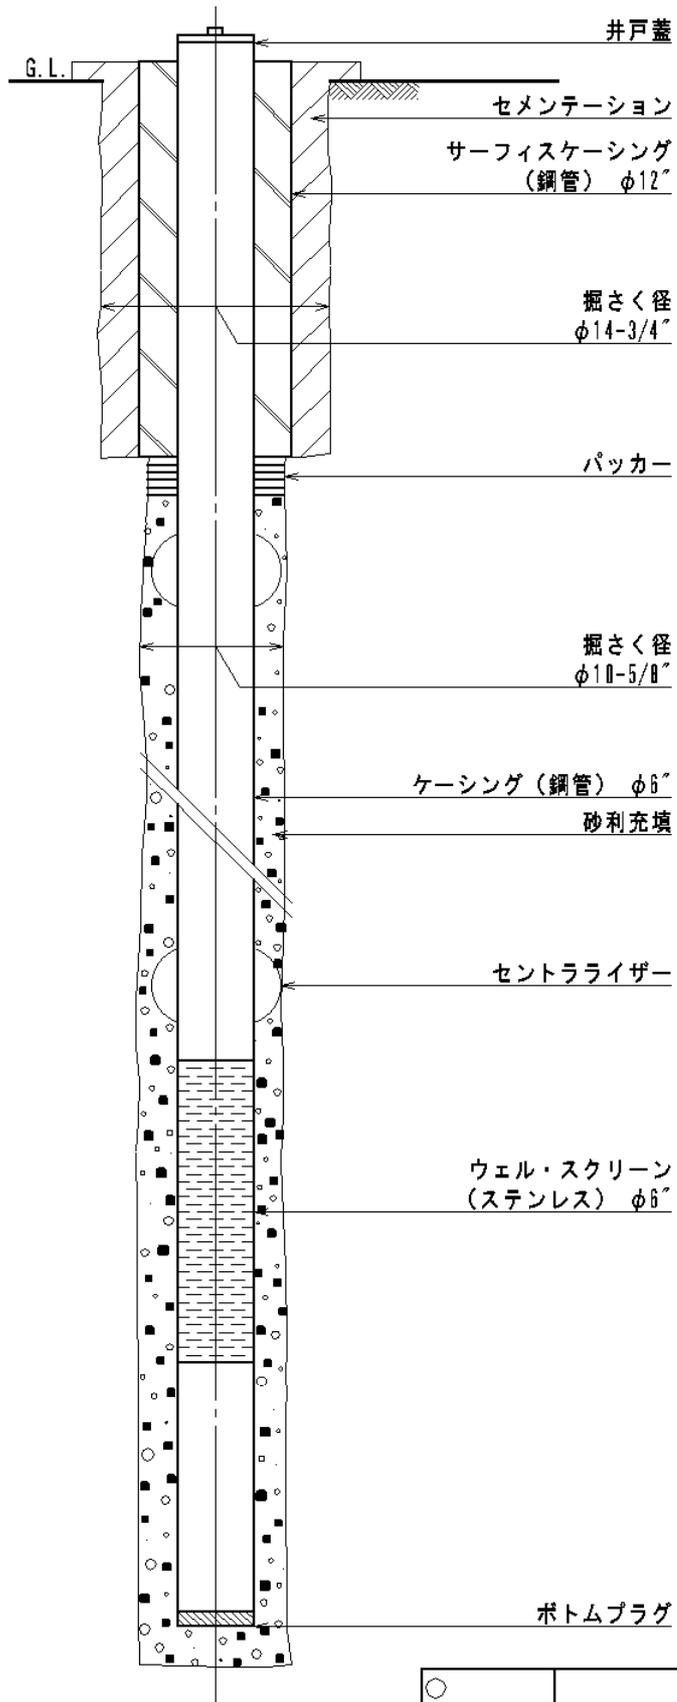 井戸蓋
G.L.
セメンテーション
サーフィスケーシング
(鋼管) φ12″
掘さく径
φ14-3/4″
パッカー
掘さく径
φ10-5/8″
ケーシング(鋼管) φ6″
砂利充填
セントラライザー
ウェル・スクリーン
(ステンレス) φ6″
ボトムプラグ